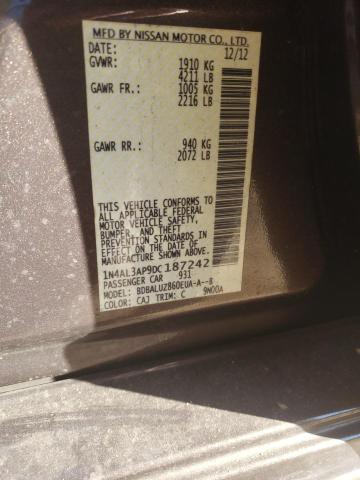 MFD BY NISSAN MOTOR CO., LTD.
DATE: 12/12
GVWR: 1910 KG
4211 LB
GAWR FR.: 1005 KG
2216 LB
GAWR RR.: 940 KG
2072 LB
THIS VEHICLE CONFORMS TO
ALL APPLICABLE FEDERAL
MOTOR VEHICLE SAFETY,
BUMPER, AND THEFT
PREVENTION STANDARDS IN
EFFECT ON THE DATE OF
MANUFACTURE SHOWN ABOVE.
1N4AL3AP9DC187242
PASSENGER CAR 931
MODEL: BDBALUZ860EUA-A--B
COLOR: CAJ TRIM: C 9N00A